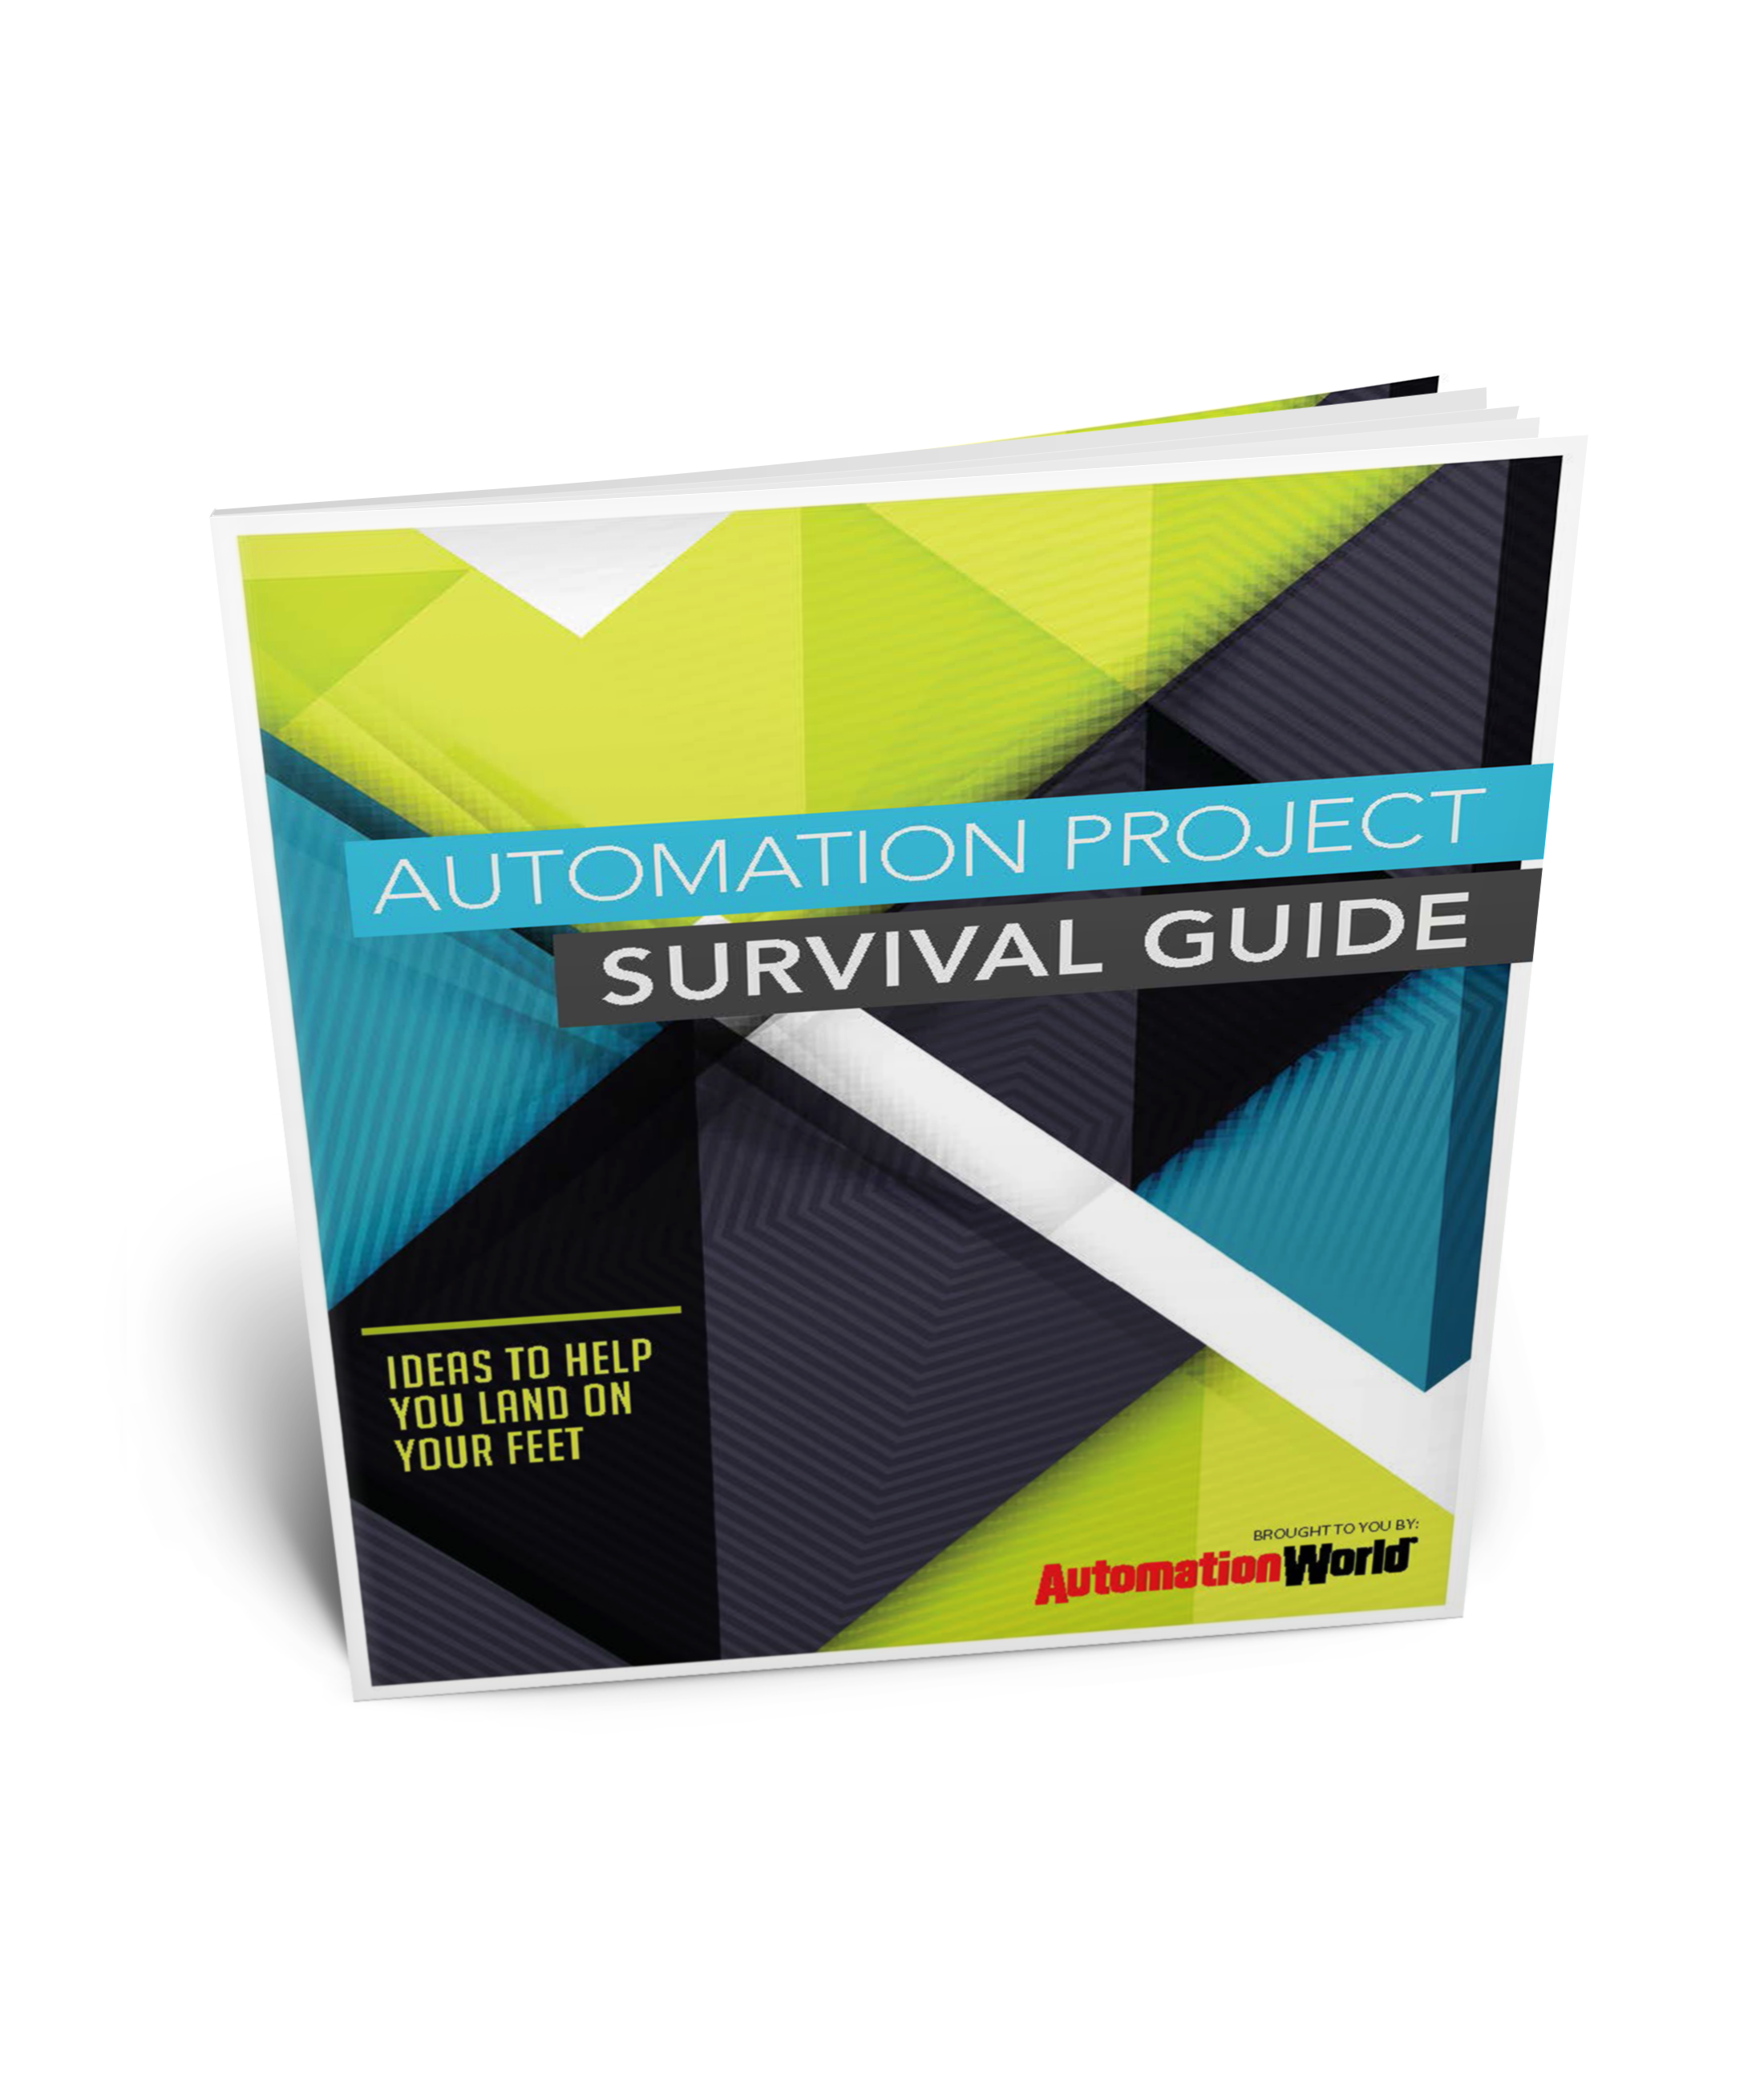 AUTOMATION PROJECT
SURVIVAL GUIDE
IDEAS TO HELP
YOU LAND ON
YOUR FEET
BROUGHT TO YOU BY:
AutomationWorld